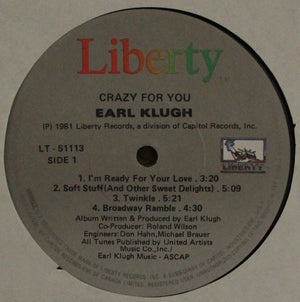 Liberty
CRAZY FOR YOU
EARL KLUGH
(P) 1981 Liberty Records, a division of Capitol Records, Inc.
LT - 51113
SIDE 1
LIBERTY
1. I'm Ready For Your Love . 3:20
2. Soft Stuff (And Other Sweet Delights) . 5:09
3. Twinkle . 5:21
4. Broadway Ramble . 4:30
Album Written & Produced by Earl Klugh
Co-Producer: Roland Wilson
Engineers: Don Hahn, Michael Brauer
All Tunes Published by United Artists
Music Co., Inc./
Earl Klugh Music - ASCAP